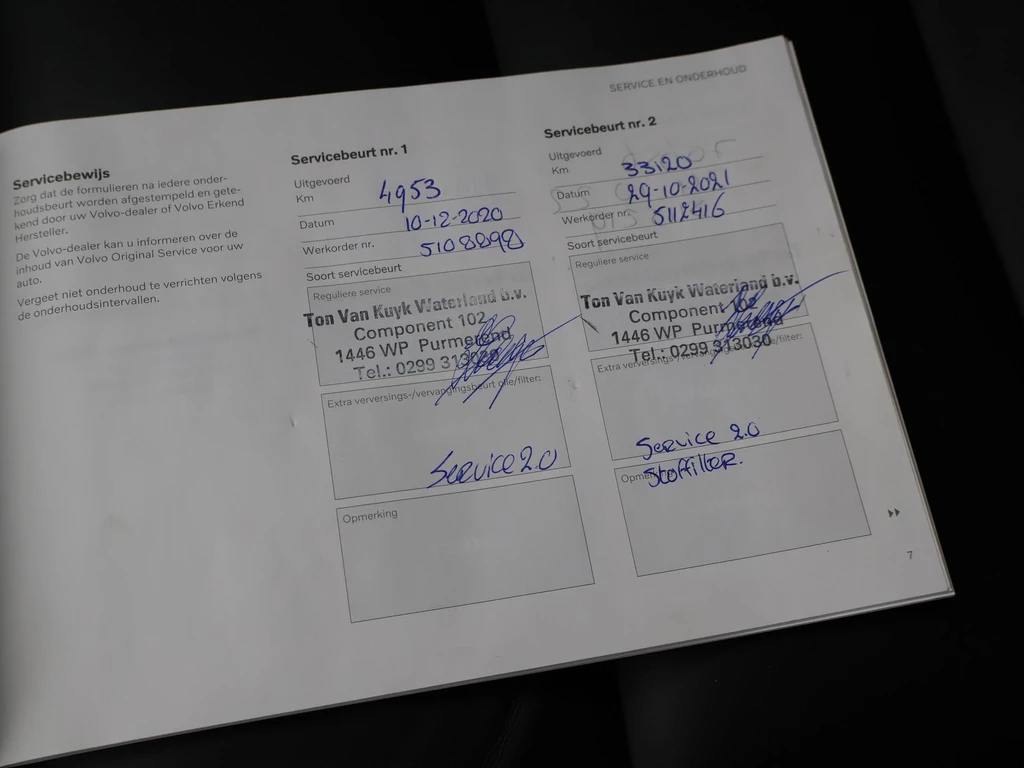 SERVICE EN ONDERHOUD
Servicebewijs
Zorg dat de formulieren na iedere onder-
houdsbeurt worden afgestempeld en gete-
kend door uw Volvo-dealer of Volvo Erkend
Hersteller.
De Volvo-dealer kan u informeren over de
inhoud van Volvo Original Service voor uw
auto.
Vergeet niet onderhoud te verrichten volgens
de onderhoudsintervallen.
Servicebeurt nr. 1
Uitgevoerd
Km 4953
Datum 10-12-2020
Werkorder nr. 5108898
Soort servicebeurt
Reguliere service
Ton Van Kuyk Waterland b.v.
Component 102
1446 WP Purmerend
Tel.: 0299 313030
Extra verversings-/vervangingsbeurt olie/filter:
Service 2.0
Opmerking
Servicebeurt nr. 2
Uitgevoerd
Km 33120
Datum 29-10-2021
Werkorder nr. 5112416
Soort servicebeurt
Reguliere service
Ton Van Kuyk Waterland b.v.
Component 102
1446 WP Purmerend
Tel.: 0299 313030
Extra verversings-/vervangingsbeurt olie/filter:
Service 2.0
Opmerking
Stoffilter.
7